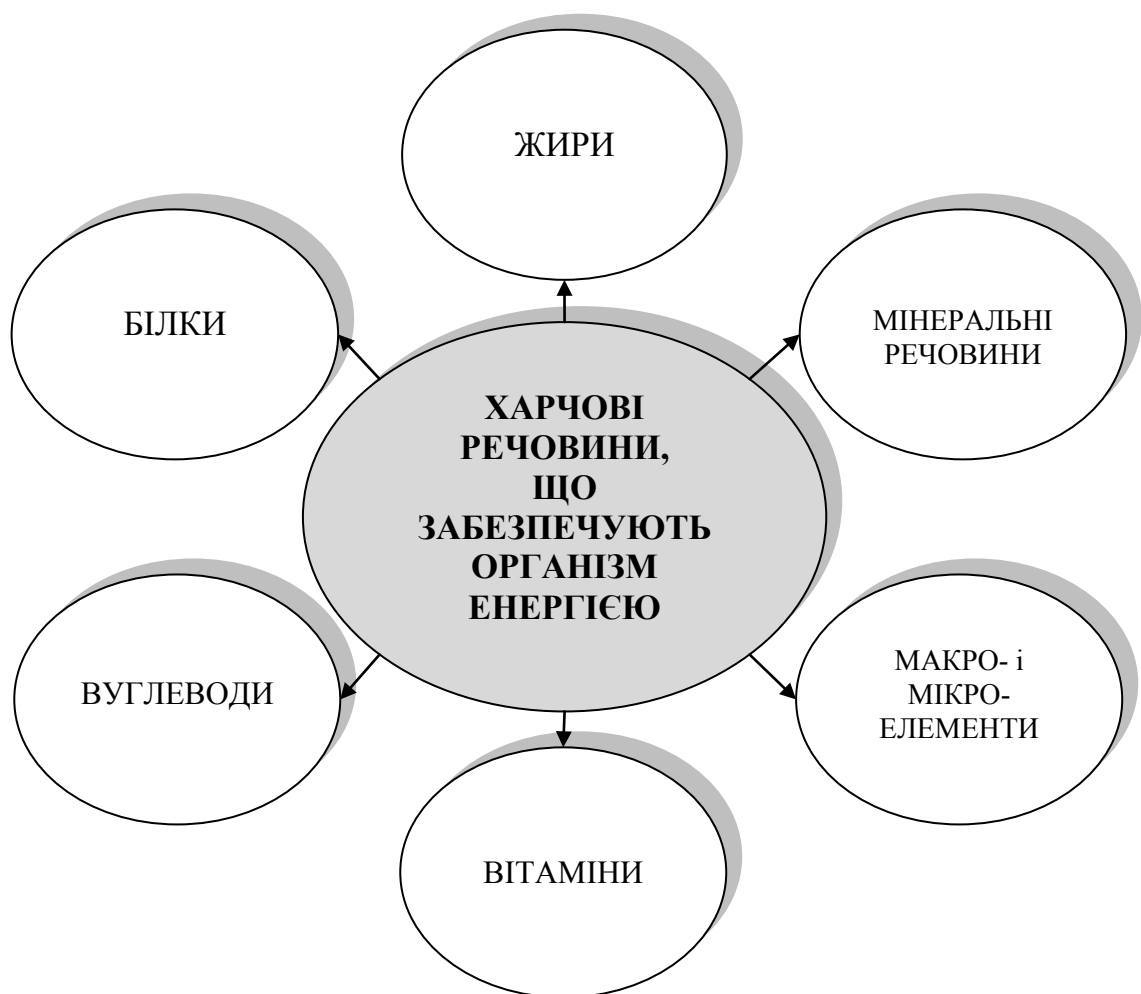 ЖИРИ
БІЛКИ
МІНЕРАЛЬНІ
РЕЧОВИНИ
ХАРЧОВІ
РЕЧОВИНИ,
ЩО
ЗАБЕЗПЕЧУЮТЬ
ОРГАНІЗМ
ЕНЕРГІЄЮ
ВУГЛЕВОДИ
МАКРО- і
МІКРО-
ЕЛЕМЕНТИ
ВІТАМІНИ